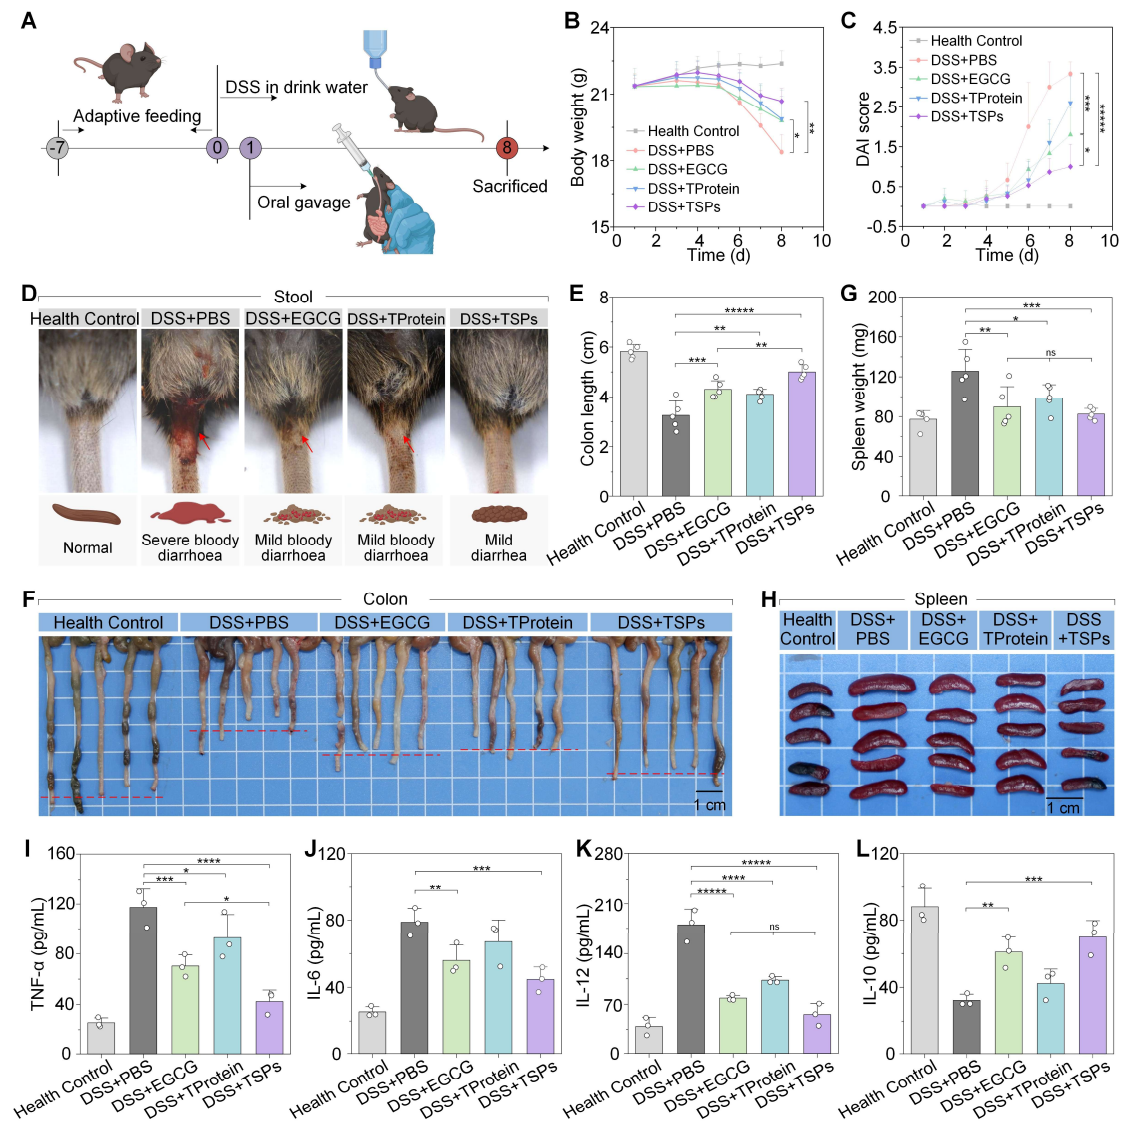 A
Adaptive feeding
DSS in drink water
-7
0
1
8
Oral gavage
Sacrificed
B
Body weight (g)
24
21
18
15
0
2
4
6
8
10
Time (d)
Health Control
DSS+PBS
DSS+EGCG
DSS+TProtein
DSS+TSPs
*
**
C
DAI score
4.5
3.5
2.5
1.5
0.5
-0.5
0
2
4
6
8
10
Time (d)
Health Control
DSS+PBS
DSS+EGCG
DSS+TProtein
DSS+TSPs
***
*
*****
D
Stool
Health Control
DSS+PBS
DSS+EGCG
DSS+TProtein
DSS+TSPs
Normal
Severe bloody
diarrhoea
Mild bloody
diarrhoea
Mild bloody
diarrhoea
Mild
diarrhea
E
Colon length (cm)
8
6
4
2
0
*****
**
***
**
Health Control
DSS+PBS
DSS+EGCG
DSS+TProtein
DSS+TSPs
G
Spleen weight (mg)
200
160
120
80
40
0
***
*
**
ns
Health Control
DSS+PBS
DSS+EGCG
DSS+TProtein
DSS+TSPs
F
Colon
Health Control
DSS+PBS
DSS+EGCG
DSS+TProtein
DSS+TSPs
1 cm
H
Spleen
Health
Control
DSS+
PBS
DSS+
EGCG
DSS+
TProtein
DSS
+TSPs
1 cm
I
TNF-α (pg/mL)
160
120
80
40
0
****
*
***
*
Health Control
DSS+PBS
DSS+EGCG
DSS+TProtein
DSS+TSPs
J
IL-6 (pg/mL)
120
80
40
0
***
**
Health Control
DSS+PBS
DSS+EGCG
DSS+TProtein
DSS+TSPs
K
IL-12 (pg/mL)
280
210
140
70
0
*****
****
*****
ns
Health Control
DSS+PBS
DSS+EGCG
DSS+TProtein
DSS+TSPs
L
IL-10 (pg/mL)
120
80
40
0
***
**
Health Control
DSS+PBS
DSS+EGCG
DSS+TProtein
DSS+TSPs